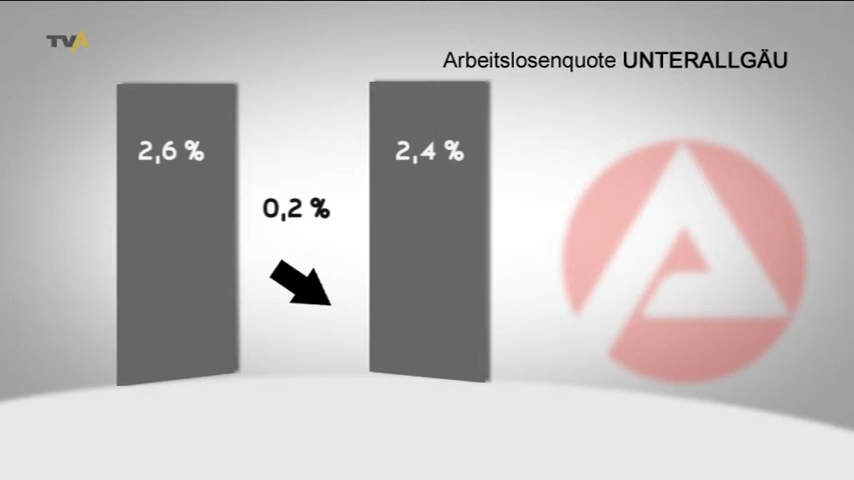 TVA
Arbeitslosenquote UNTERALLGÄU
2,6 %
2,4 %
0,2 %